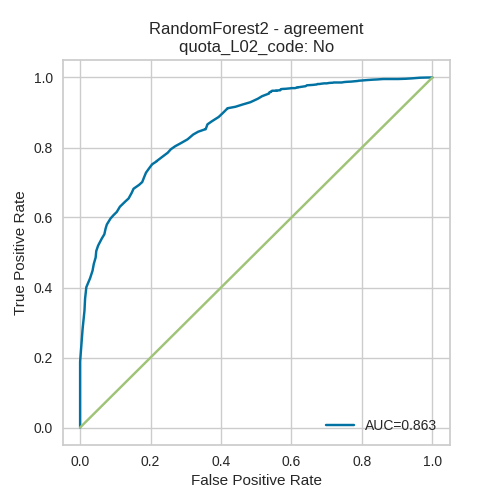 RandomForest2 - agreement
quota_L02_code: No
1.0
0.8
0.6
0.4
0.2
0.0
True Positive Rate
AUC=0.863
0.0 0.2 0.4 0.6 0.8 1.0
False Positive Rate